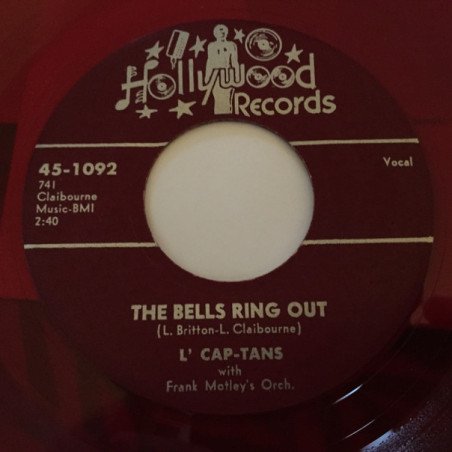 Hollywood
Records
45-1092
Vocal
741
Claibourne
Music-BMI
2:40
THE BELLS RING OUT
(L. Britton-L. Claibourne)
L' CAP-TANS
with
Frank Motley's Orch.